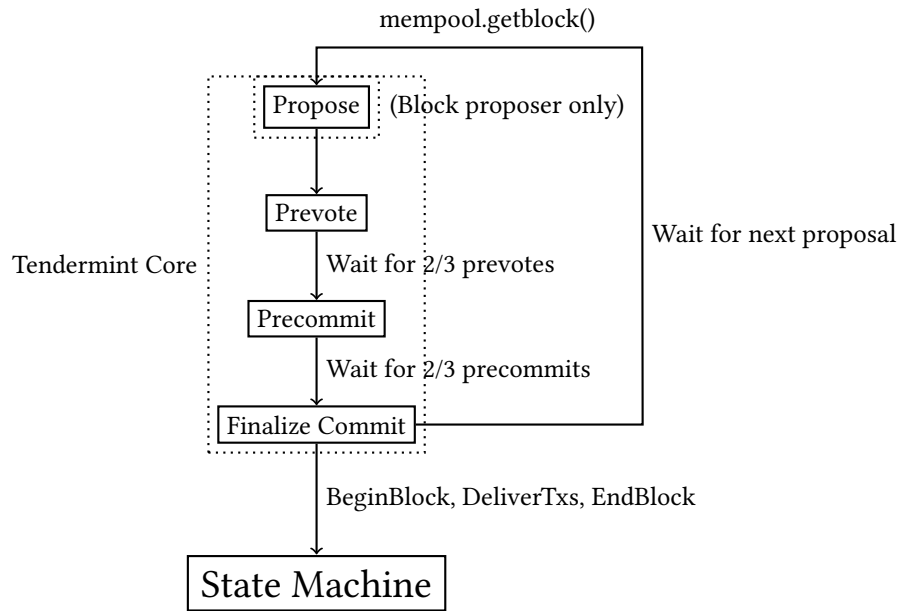 mempool.getblock()
Propose
(Block proposer only)
Prevote
Wait for next proposal
Tendermint Core
Wait for 2/3 prevotes
Precommit
Wait for 2/3 precommits
Finalize Commit
BeginBlock, DeliverTxs, EndBlock
State Machine